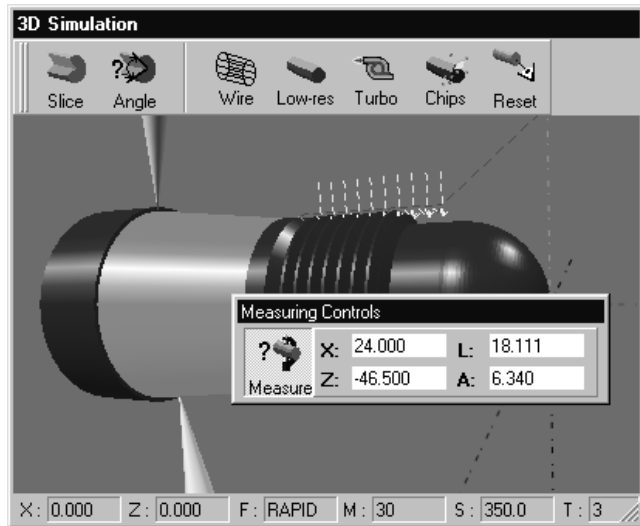 3D Simulation
Slice Angle Wire Low-res Turbo Chips Reset
Measuring Controls
? Measure
X: 24.000 L: 18.111
Z: -46.500 A: 6.340
X: 0.000 Z: 0.000 F: RAPID M: 30 S: 350.0 T: 3